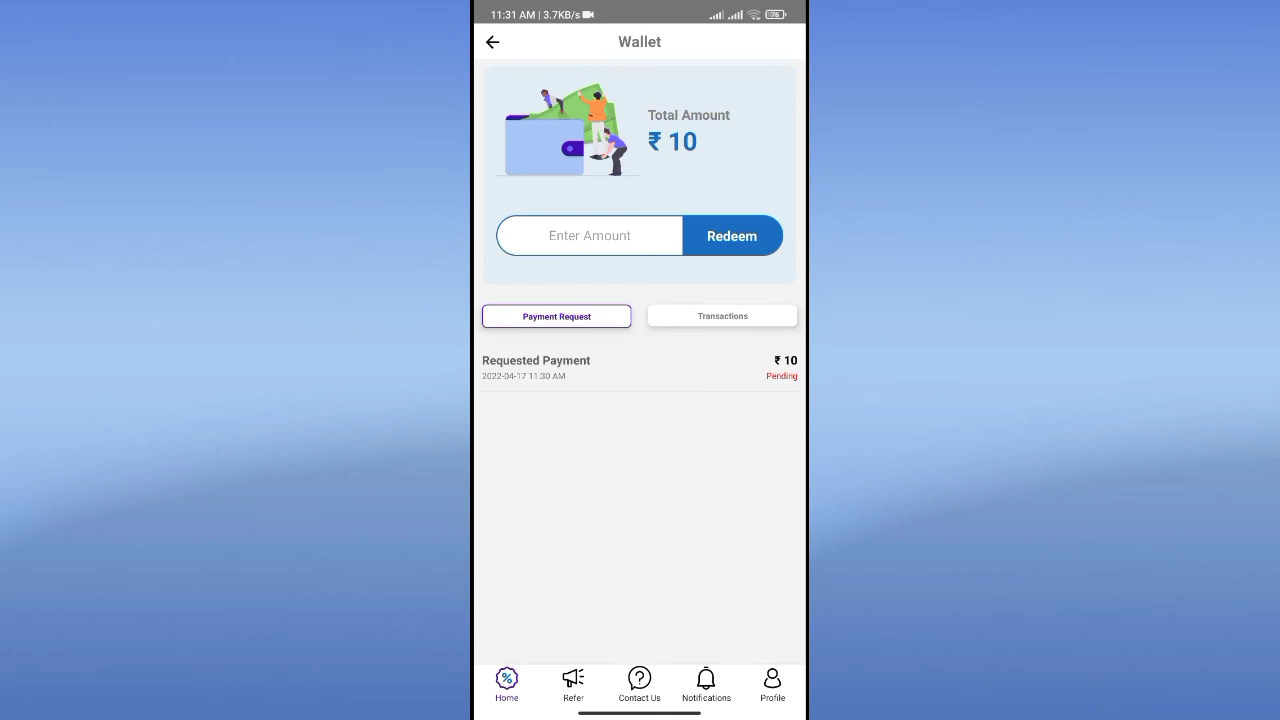 11:31 AM | 3.7KB/s
76
Wallet
Total Amount
₹ 10
Enter Amount
Redeem
Payment Request
Transactions
Requested Payment
₹ 10
2022-04-17 11:30 AM
Pending
Home
Refer
Contact Us
Notifications
Profile